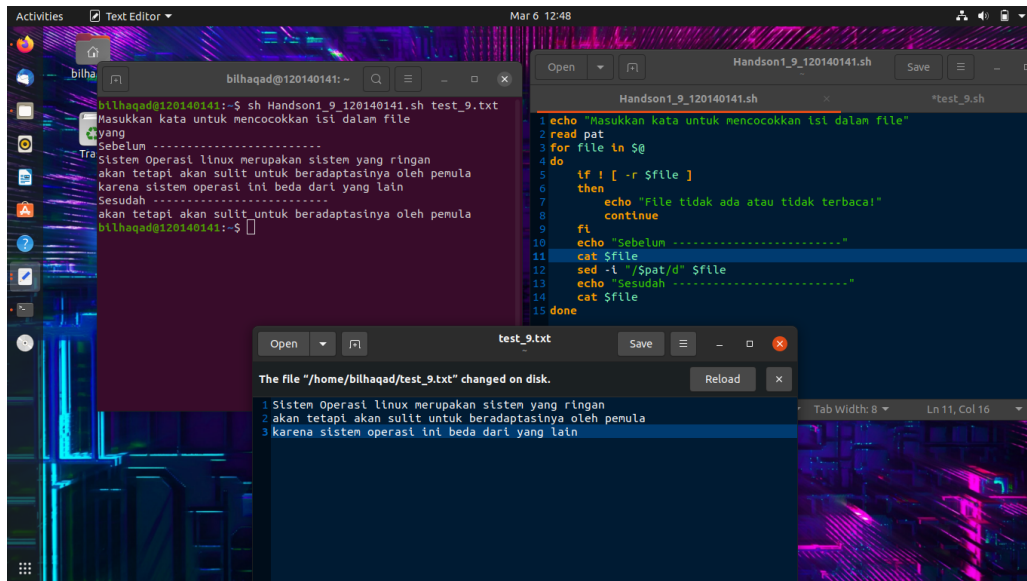 Activities Text Editor Mar 6 12:48
bilha
Tra
bilhaqad@120140141: ~
bilhaqad@120140141:~$ sh Handson1_9_120140141.sh test_9.txt
Masukkan kata untuk mencocokkan isi dalam file
yang
Sebelum -------------------------
Sistem Operasi linux merupakan sistem yang ringan
akan tetapi akan sulit untuk beradaptasinya oleh pemula
karena sistem operasi ini beda dari yang lain
Sesudah --------------------------
akan tetapi akan sulit untuk beradaptasinya oleh pemula
bilhaqad@120140141:~$
Open Handson1_9_120140141.sh Save
~
Handson1_9_120140141.sh × *test_9.sh
1 echo "Masukkan kata untuk mencocokkan isi dalam file"
2 read pat
3 for file in $@
4 do
5 if ! [ -r $file ]
6 then
7 echo "File tidak ada atau tidak terbaca!"
8 continue
9 fi
10 echo "Sebelum -------------------------"
11 cat $file
12 sed -i "/$pat/d" $file
13 echo "Sesudah --------------------------"
14 cat $file
15 done
Tab Width: 8 Ln 11, Col 16
Open test_9.txt Save
~
The file “/home/bilhaqad/test_9.txt” changed on disk. Reload ×
1 Sistem Operasi linux merupakan sistem yang ringan
2 akan tetapi akan sulit untuk beradaptasinya oleh pemula
3 karena sistem operasi ini beda dari yang lain